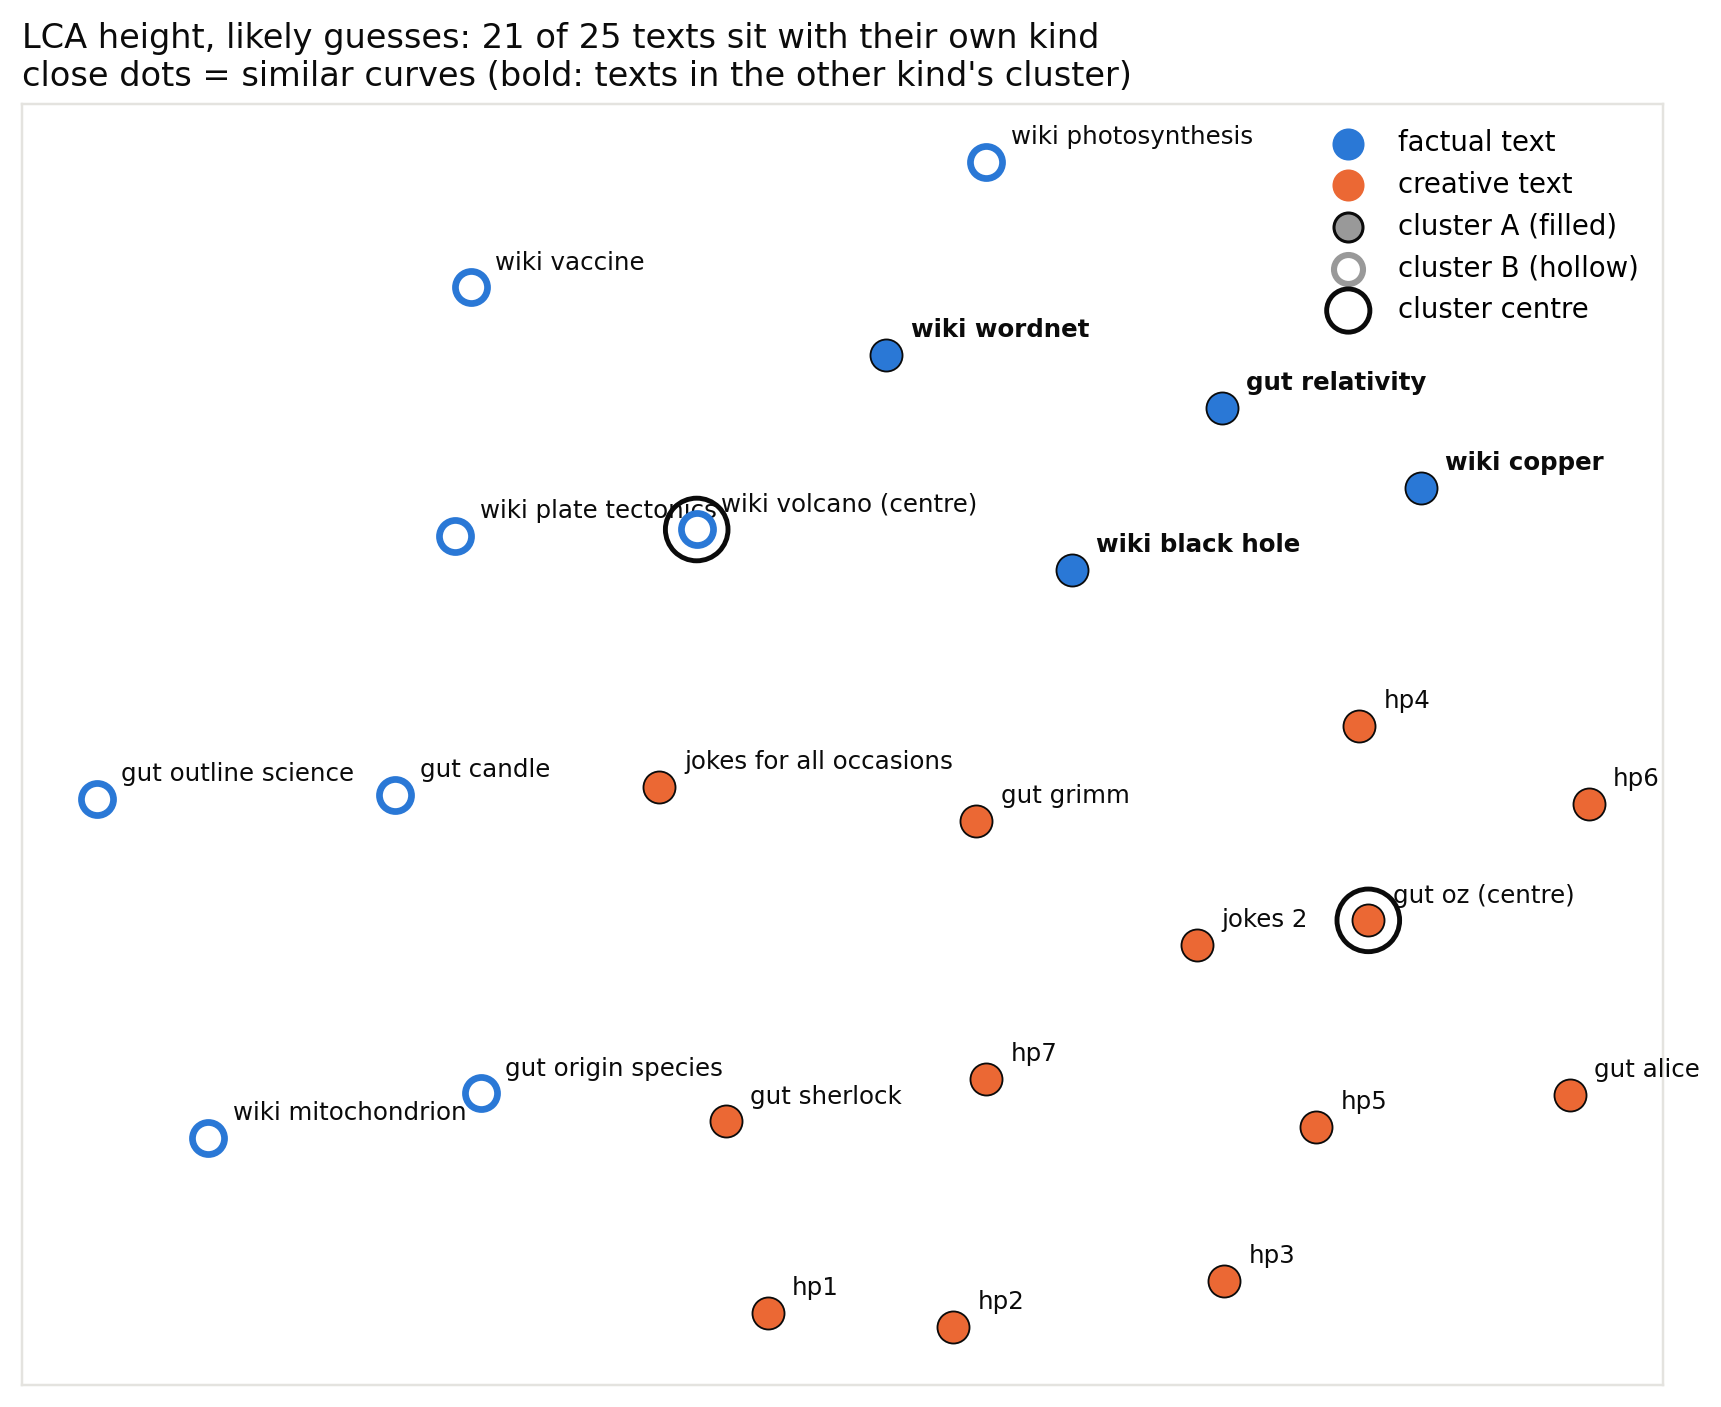 LCA height, likely guesses: 21 of 25 texts sit with their own kind
close dots = similar curves (bold: texts in the other kind's cluster)
wiki photosynthesis
factual text
creative text
cluster A (filled)
cluster B (hollow)
cluster centre
wiki vaccine
wiki wordnet
gut relativity
wiki copper
wiki plate tectonics
wiki volcano (centre)
wiki black hole
hp4
gut outline science
gut candle
jokes for all occasions
gut grimm
hp6
jokes 2
gut oz (centre)
hp7
gut origin species
gut sherlock
wiki mitochondrion
hp5
gut alice
hp3
hp1
hp2